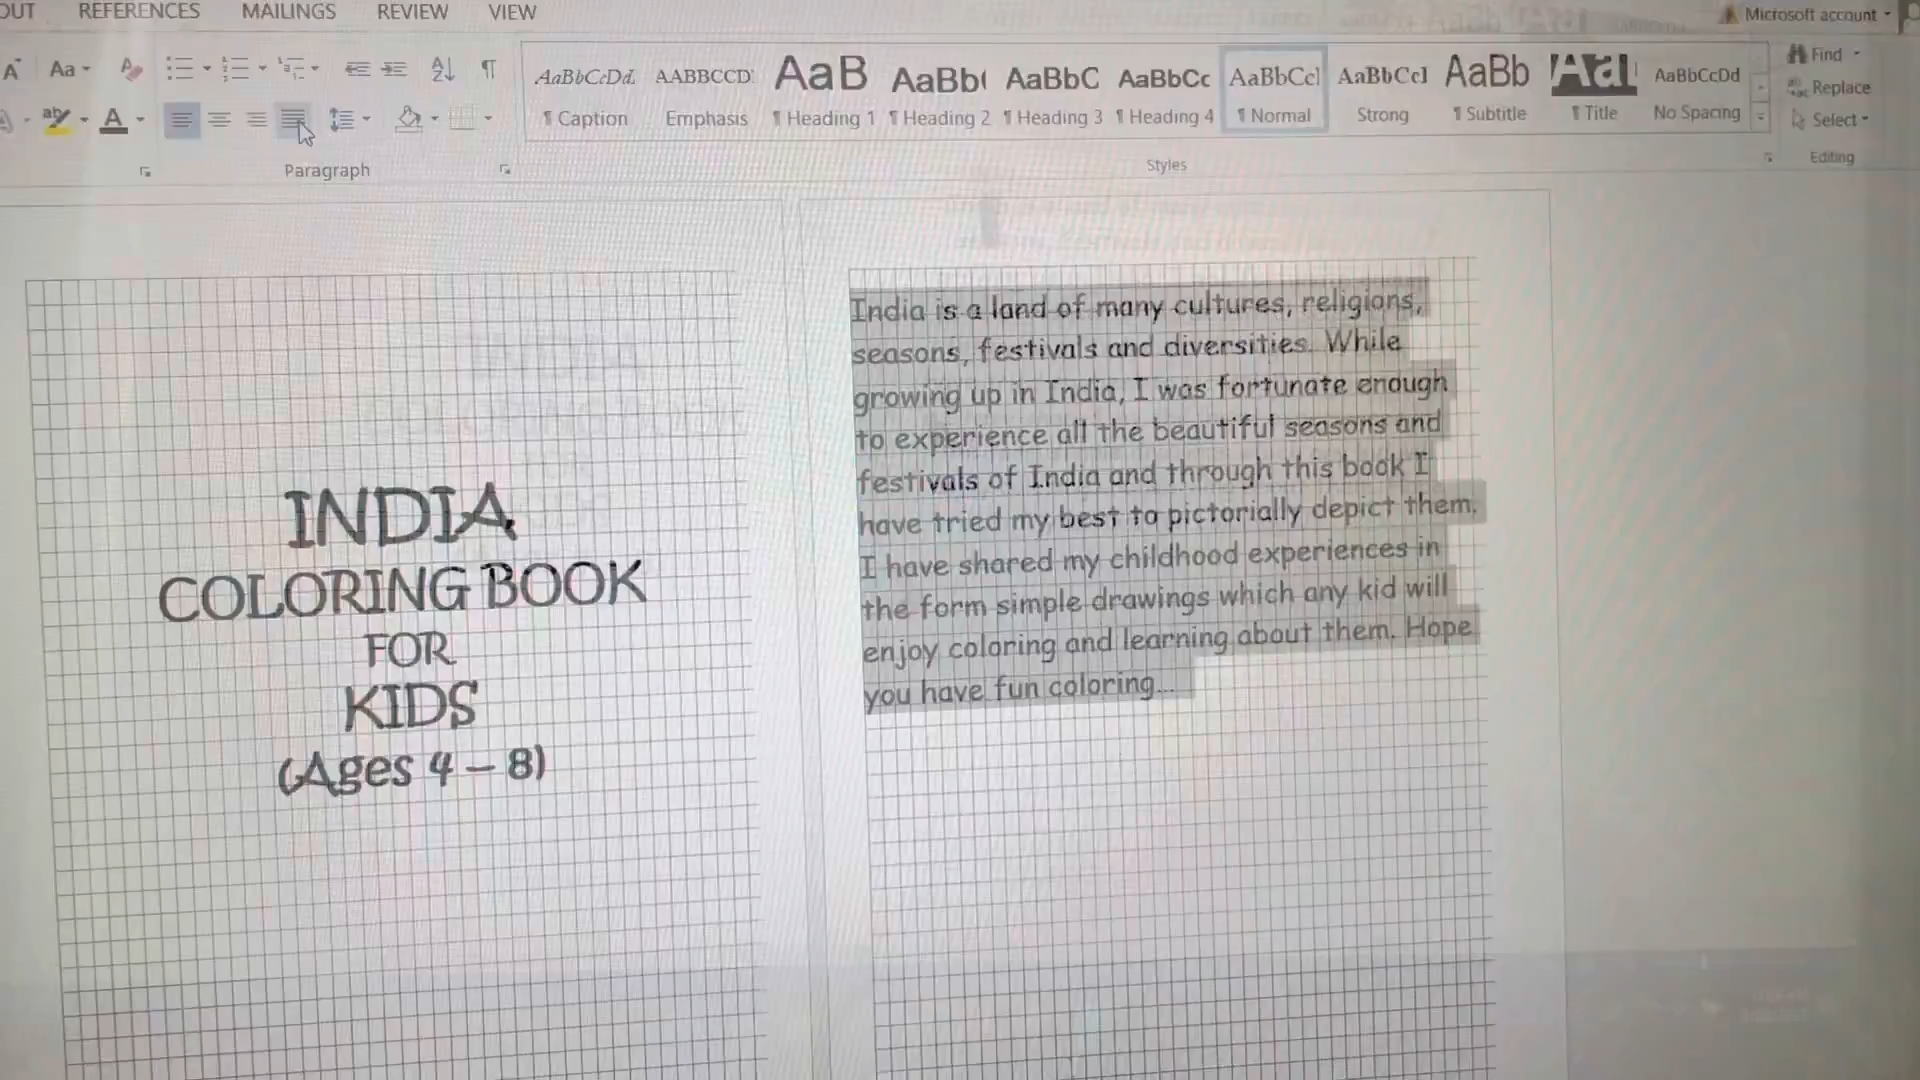 REFERENCES MAILINGS REVIEW VIEW
Microsoft account
Aa
AaBbCcDd. AABBCCD AaB AaBb( AaBbC AaBbCc AaBbCcI AaBbCcI AaBb AaI AaBbCcDd
¶ Caption Emphasis ¶ Heading 1 ¶ Heading 2 ¶ Heading 3 ¶ Heading 4 ¶ Normal Strong ¶ Subtitle ¶ Title No Spacing
Find
Replace
Select
Paragraph
Styles
Editing
INDIA
COLORING BOOK
FOR
KIDS
(Ages 4 – 8)
India is a land of many cultures, religions,
seasons, festivals and diversities. While
growing up in India, I was fortunate enough
to experience all the beautiful seasons and
festivals of India and through this book I
have tried my best to pictorially depict them.
I have shared my childhood experiences in
the form simple drawings which any kid will
enjoy coloring and learning about them. Hope
you have fun coloring...